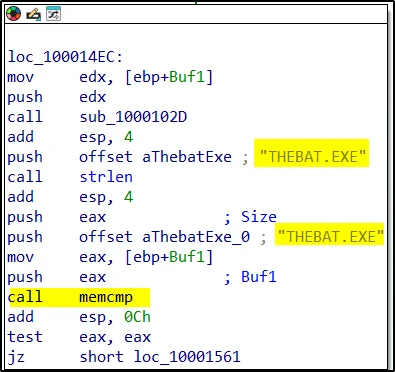 loc_100014EC:
mov     edx, [ebp+Buf1]
push    edx
call    sub_1000102D
add     esp, 4
push    offset aThebatExe ; "THEBAT.EXE"
call    strlen
add     esp, 4
push    eax             ; Size
push    offset aThebatExe_0 ; "THEBAT.EXE"
mov     eax, [ebp+Buf1]
push    eax             ; Buf1
call    memcmp
add     esp, 0Ch
test    eax, eax
jz      short loc_10001561